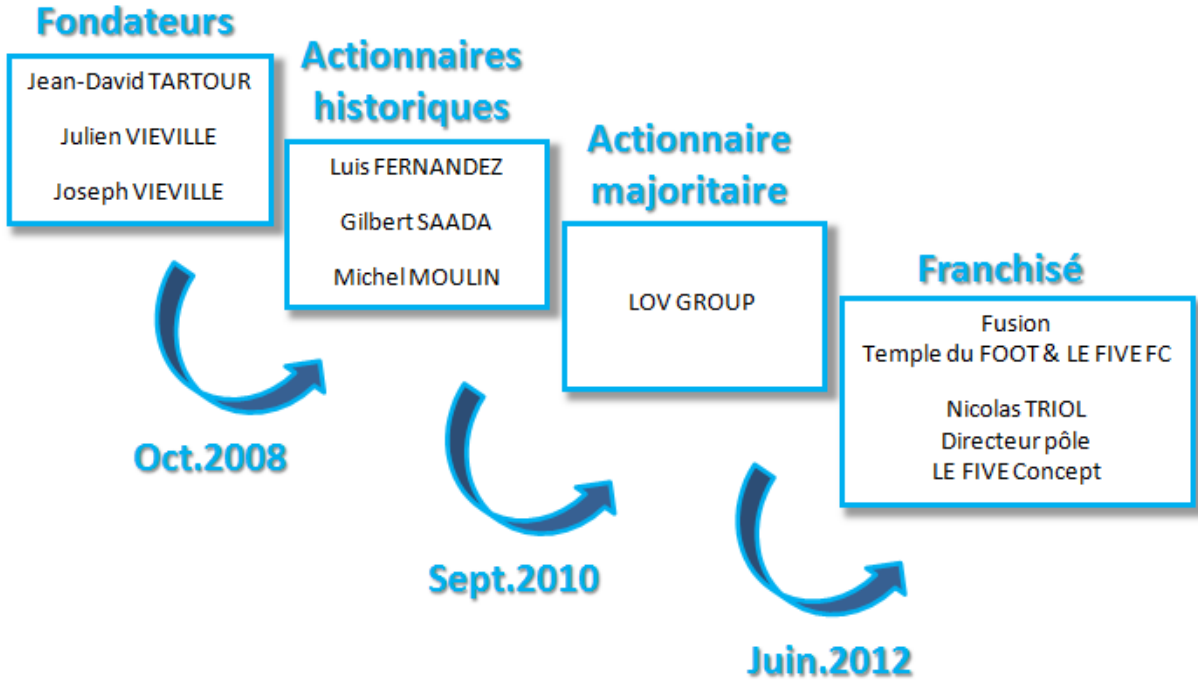 Fondateurs
Jean-David TARTOUR
Julien VIEVILLE
Joseph VIEVILLE
Oct.2008
Actionnaires
historiques
Luis FERNANDEZ
Gilbert SAADA
Michel MOULIN
Sept.2010
Actionnaire
majoritaire
LOV GROUP
Juin.2012
Franchisé
Fusion
Temple du FOOT & LE FIVE FC
Nicolas TRIOL
Directeur pôle
LE FIVE Concept